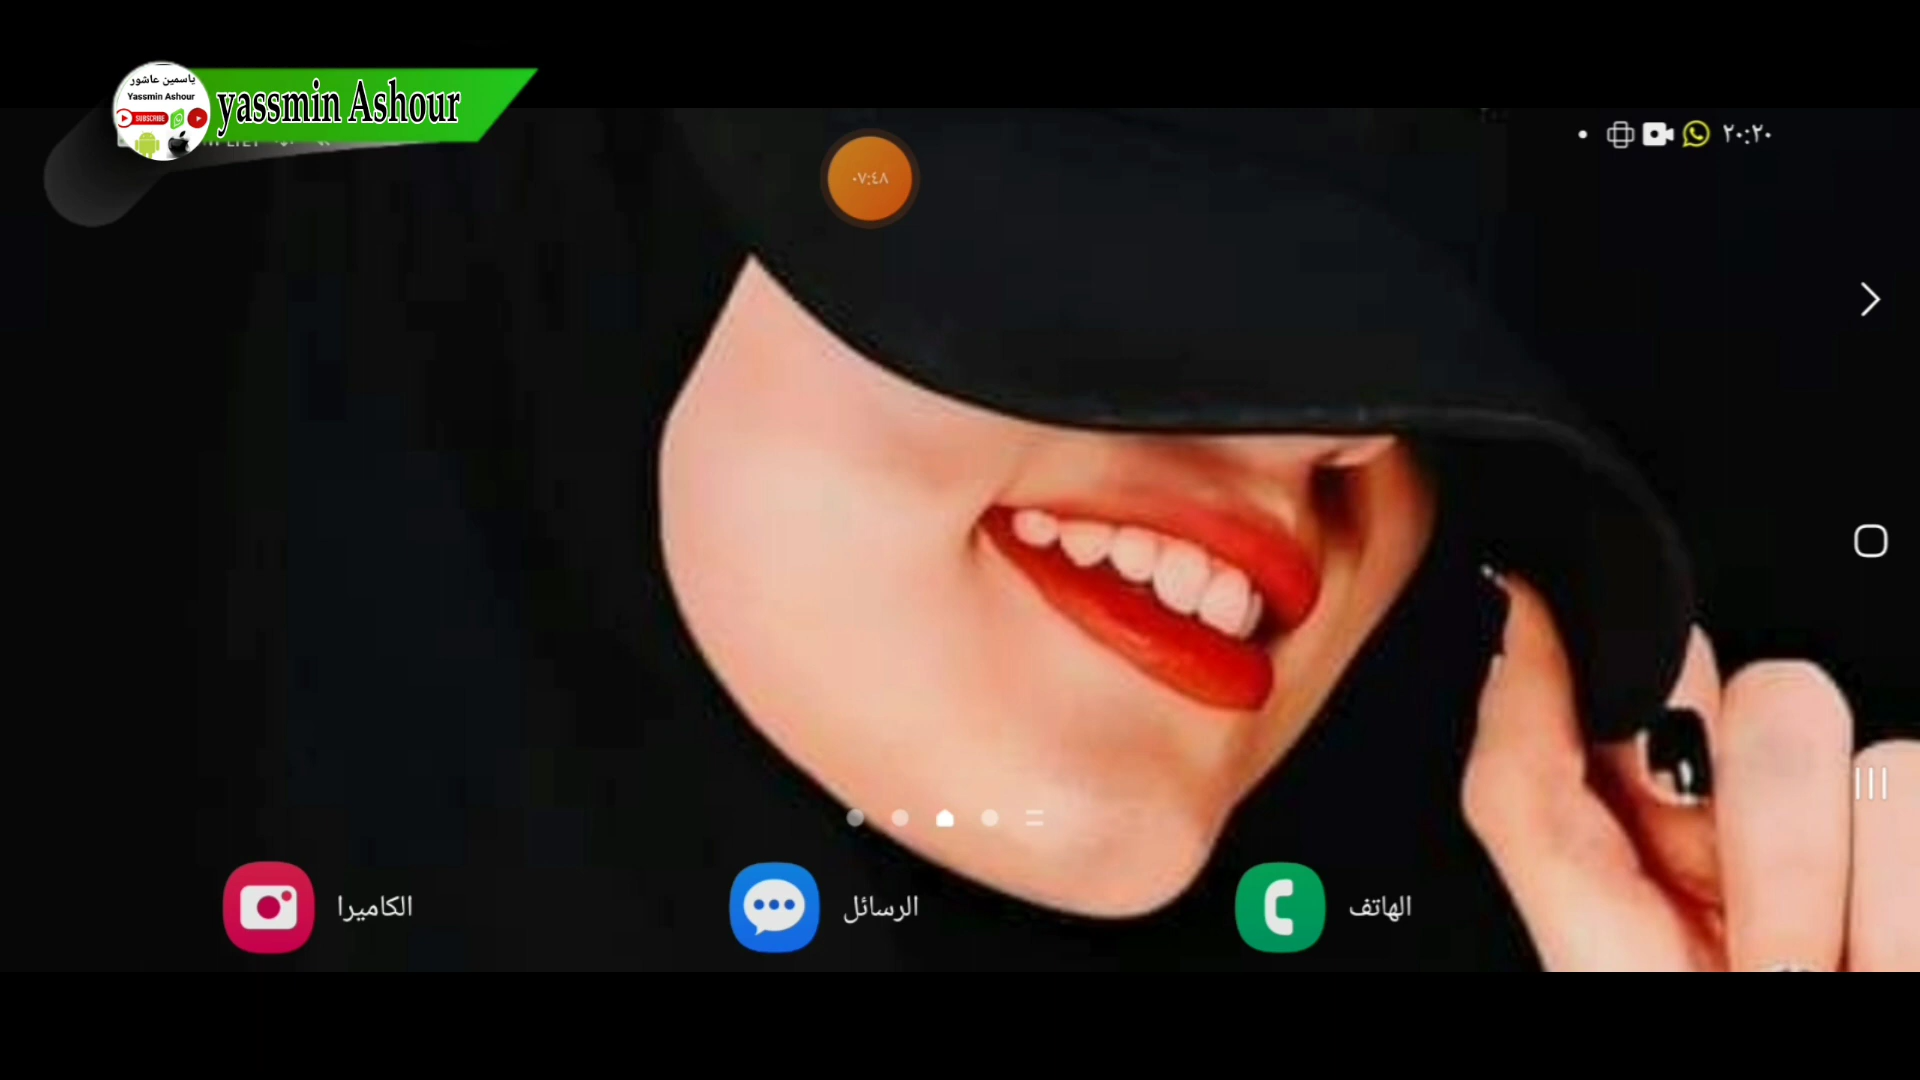 ياسمين عاشور
Yassmin Ashour
SUBSCRIBE
yassmin Ashour
٢٠:٢٠
٠٧:٤٨
الهاتف
الرسائل
الكاميرا